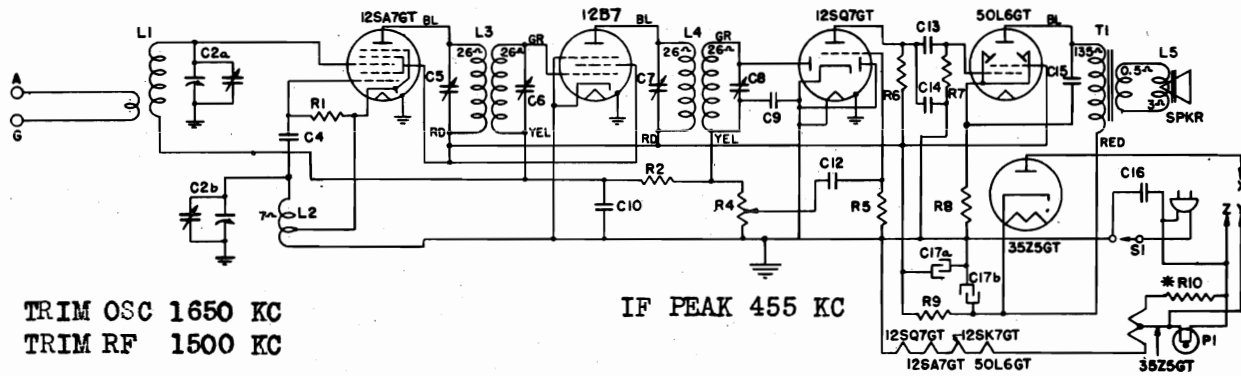 12SA7GT
12B7
12SQ7GT
50L6GT
BL
L3
GR
BL
L4
GR
C13
BL
T1
L1
C2a
26~
26~
26~
26~
135~
L5
A
C5
C7
C8
C15
0.5~
R1
C6
C14
R6
R7
3~
G
C4
C9
SPKR
RD
YEL
RD
YEL
RED
C12
C16
R2
C2b
R4
R5
R8
X
7~
L2
C10
Z
Y
35Z5GT
S1
C17a
C17b
*R10
TRIM OSC 1650 KC
IF PEAK 455 KC
R9
TRIM RF 1500 KC
12SQ7GT
12SK7GT
P1
12SA7GT
50L6GT
35Z5GT